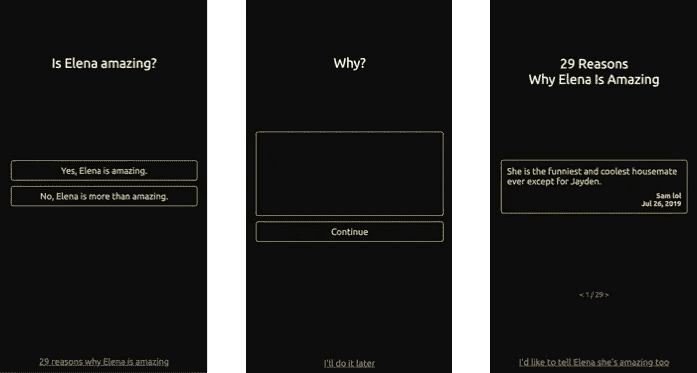 Is Elena amazing?
Yes, Elena is amazing.
No, Elena is more than amazing.
29 reasons why Elena is amazing
Why?
Continue
I'll do it later
29 Reasons
Why Elena Is Amazing
She is the funniest and coolest housemate
ever except for Jayden.
Sam lol
Jul 26, 2019
< 1 / 29 >
I'd like to tell Elena she's amazing too